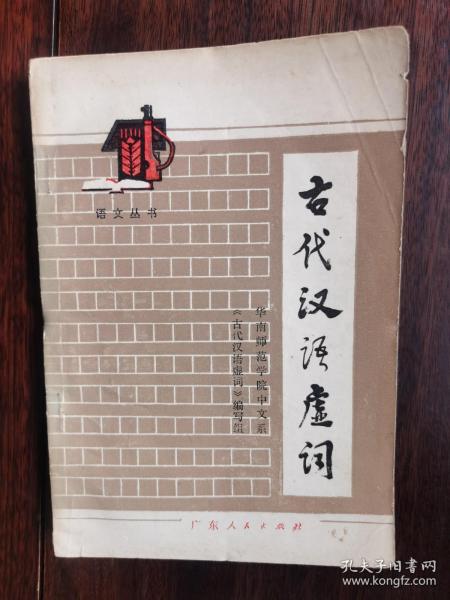 语文丛书
古代汉语虚词
华南师范学院中文系
《古代汉语虚词》编写组
广东人民出版社
孔夫子旧书网
www.kongfz.com